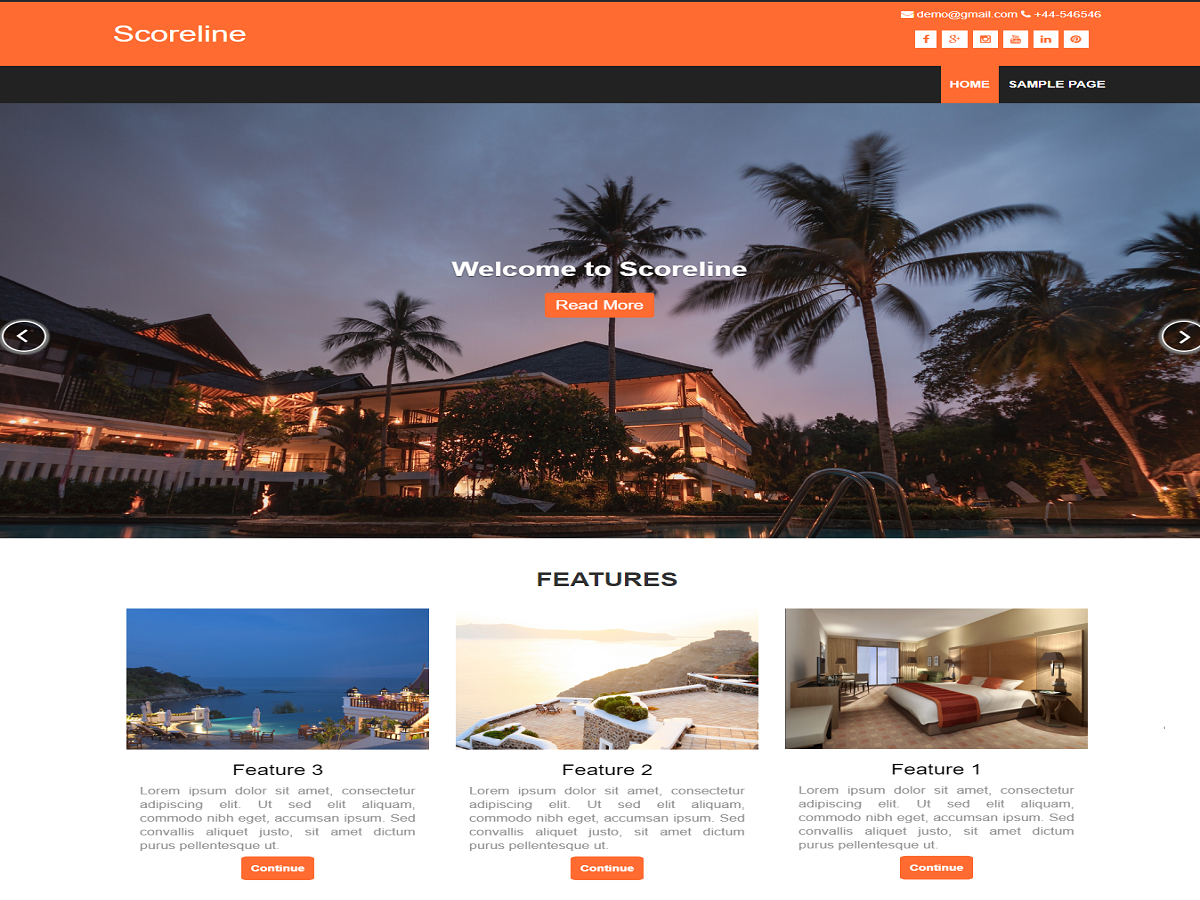 demo@gmail.com +44-546546
Scoreline
HOME SAMPLE PAGE
Welcome to Scoreline
Read More
FEATURES
Feature 3
Lorem ipsum dolor sit amet, consectetur
adipiscing elit. Ut sed elit aliquam,
commodo nibh eget, accumsan ipsum. Sed
convallis aliquet justo, sit amet dictum
purus pellentesque ut.
Continue
Feature 2
Lorem ipsum dolor sit amet, consectetur
adipiscing elit. Ut sed elit aliquam,
commodo nibh eget, accumsan ipsum. Sed
convallis aliquet justo, sit amet dictum
purus pellentesque ut.
Continue
Feature 1
Lorem ipsum dolor sit amet, consectetur
adipiscing elit. Ut sed elit aliquam,
commodo nibh eget, accumsan ipsum. Sed
convallis aliquet justo, sit amet dictum
purus pellentesque ut.
Continue